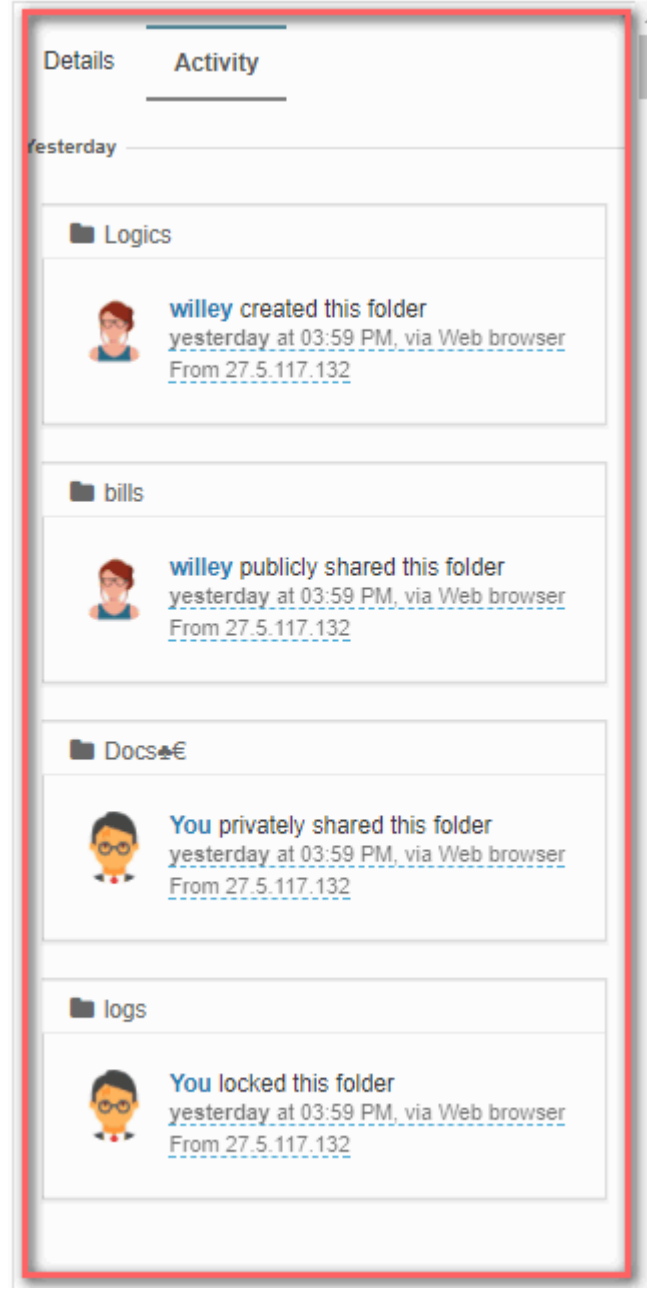 Details Activity
Yesterday
Logics
willey created this folder
yesterday at 03:59 PM, via Web browser
From 27.5.117.132
bills
willey publicly shared this folder
yesterday at 03:59 PM, via Web browser
From 27.5.117.132
Docs♣€
You privately shared this folder
yesterday at 03:59 PM, via Web browser
From 27.5.117.132
logs
You locked this folder
yesterday at 03:59 PM, via Web browser
From 27.5.117.132